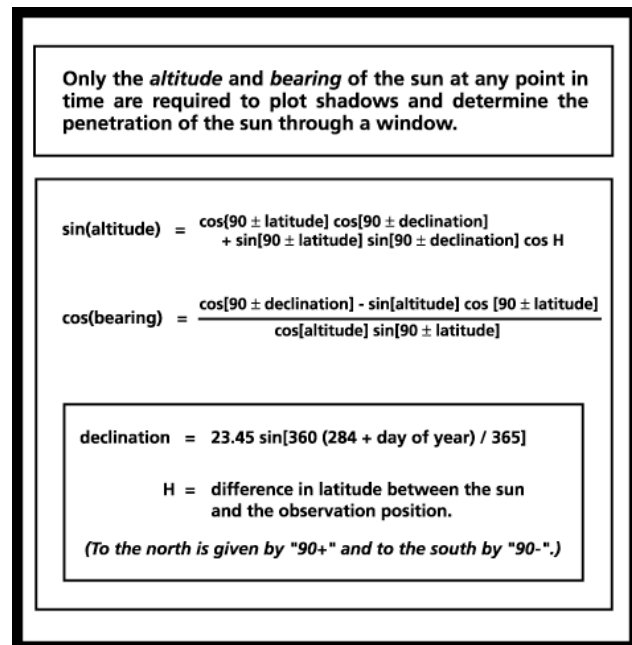 Only the altitude and bearing of the sun at any point in
time are required to plot shadows and determine the
penetration of the sun through a window.
sin(altitude) = cos{90 ± latitude] cos[90 ± declination]
+ sin[90 ± latitude] sin[90 ± declination] cos H
cos(bearing) = cos[90 ± declination] - sin[altitude] cos [90 ± latitude]
cos[altitude] sin[90 ± latitude]
declination = 23.45 sin[360 (284 + day of year) / 365]
H = difference in latitude between the sun
and the observation position.
(To the north is given by "90+" and to the south by "90-".)